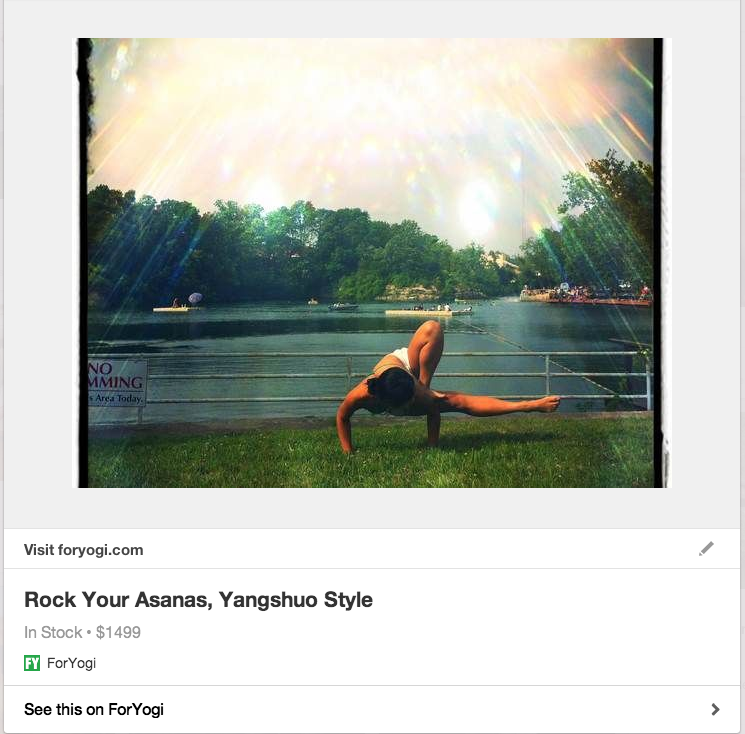 NO
MMING
s Area Today.
Visit foryogi.com
Rock Your Asanas, Yangshuo Style
In Stock • $1499
FY ForYogi
See this on ForYogi